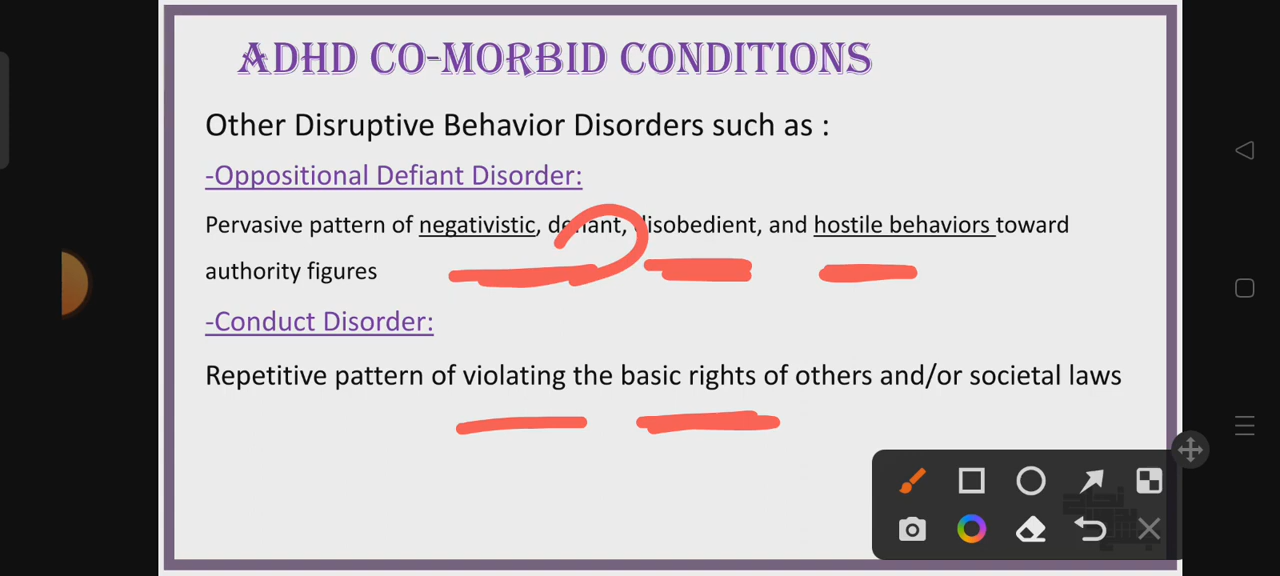 ADHD CO-MORBID CONDITIONS
Other Disruptive Behavior Disorders such as :
-Oppositional Defiant Disorder:
Pervasive pattern of negativistic, defiant, disobedient, and hostile behaviors toward
authority figures
-Conduct Disorder:
Repetitive pattern of violating the basic rights of others and/or societal laws